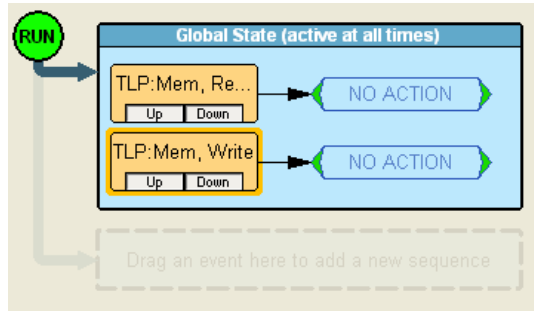 RUN
Global State (active at all times)
TLP:Mem, Re...
NO ACTION
Up Down
TLP:Mem, Write
NO ACTION
Up Down
Drag an event here to add a new sequence